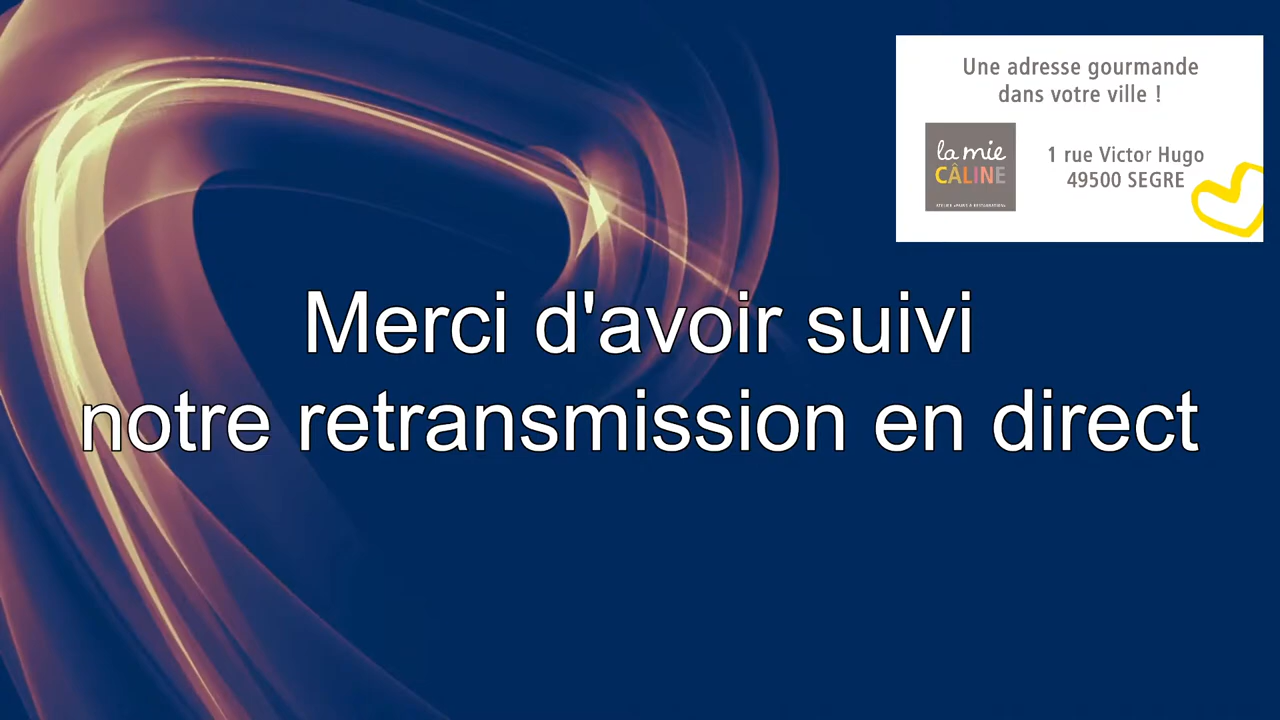 Une adresse gourmande
dans votre ville !
la mie
CÂLINE
1 rue Victor Hugo
49500 SEGRE
Merci d'avoir suivi
notre retransmission en direct